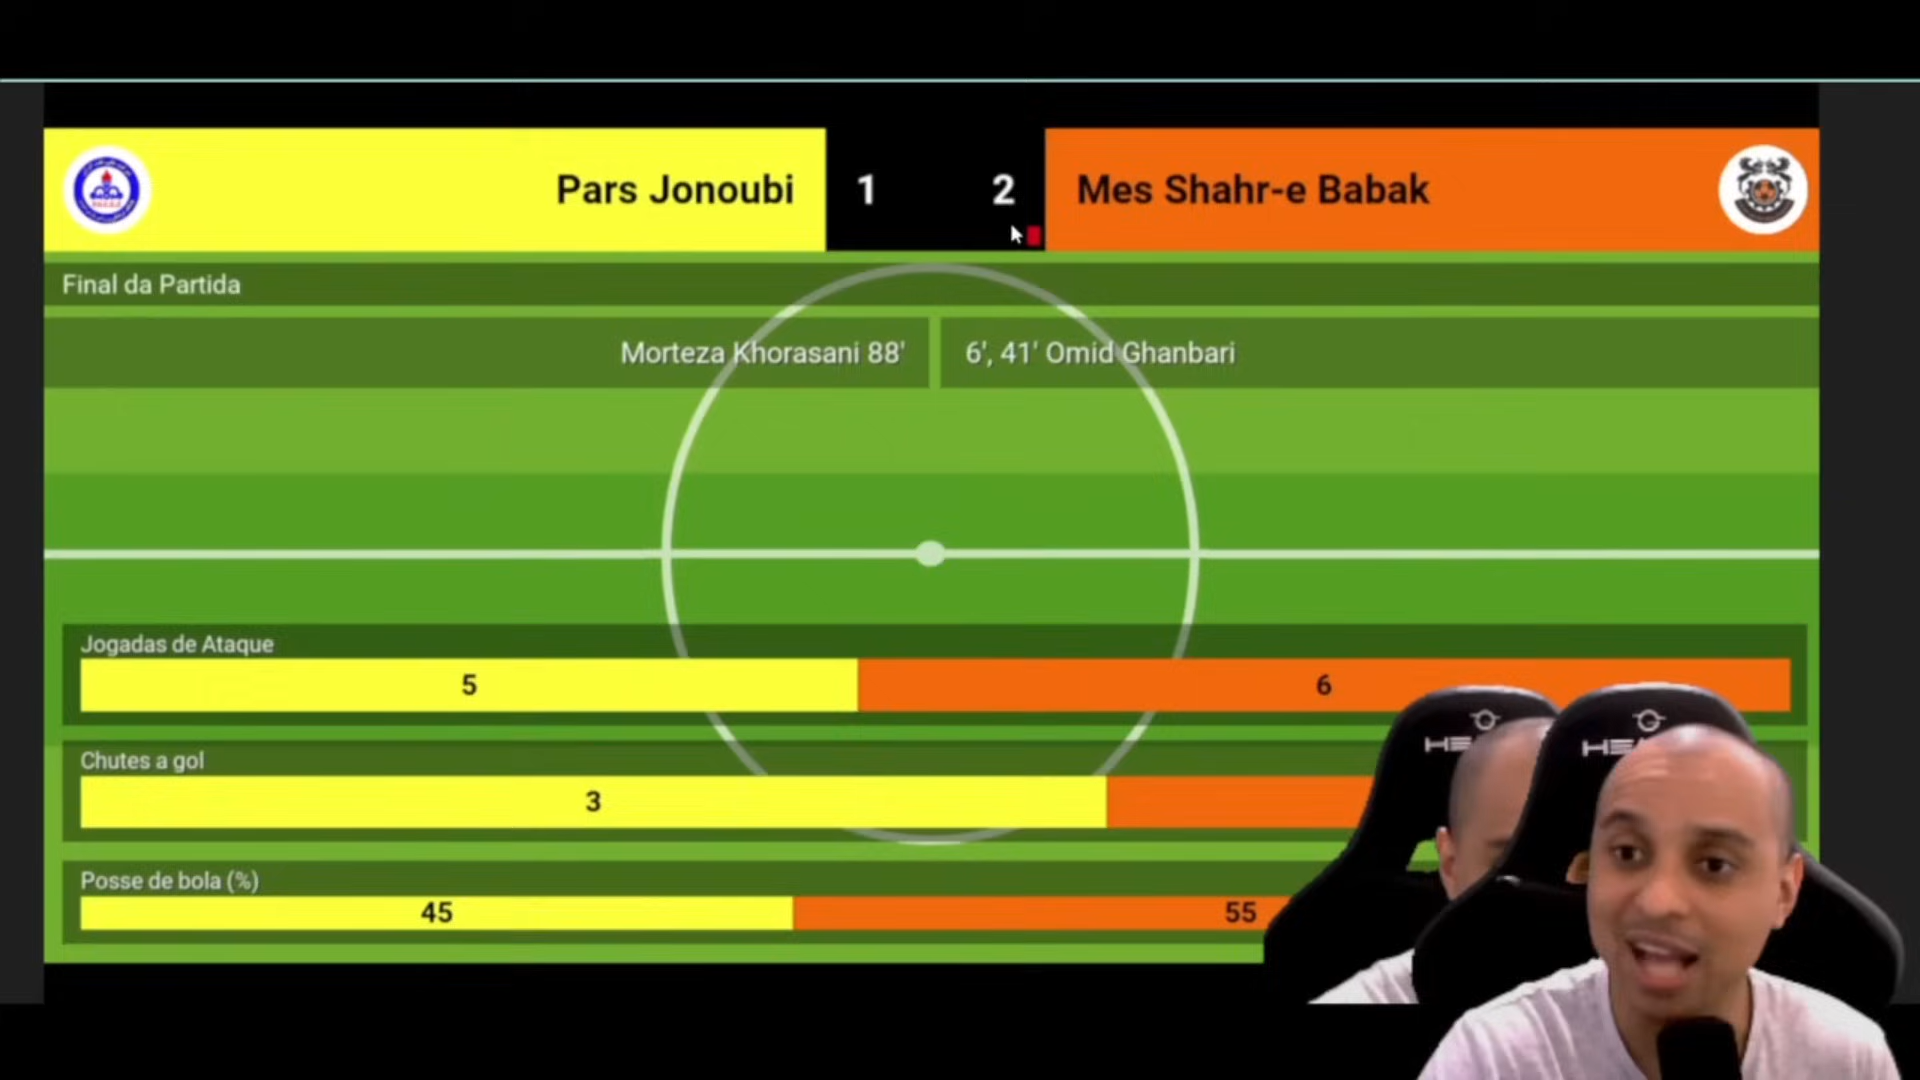 Pars Jonoubi 1 2 Mes Shahr-e Babak
Final da Partida
Morteza Khorasani 88' 6', 41' Omid Ghanbari
Jogadas de Ataque
5 6
Chutes a gol
3
Posse de bola (%)
45 55